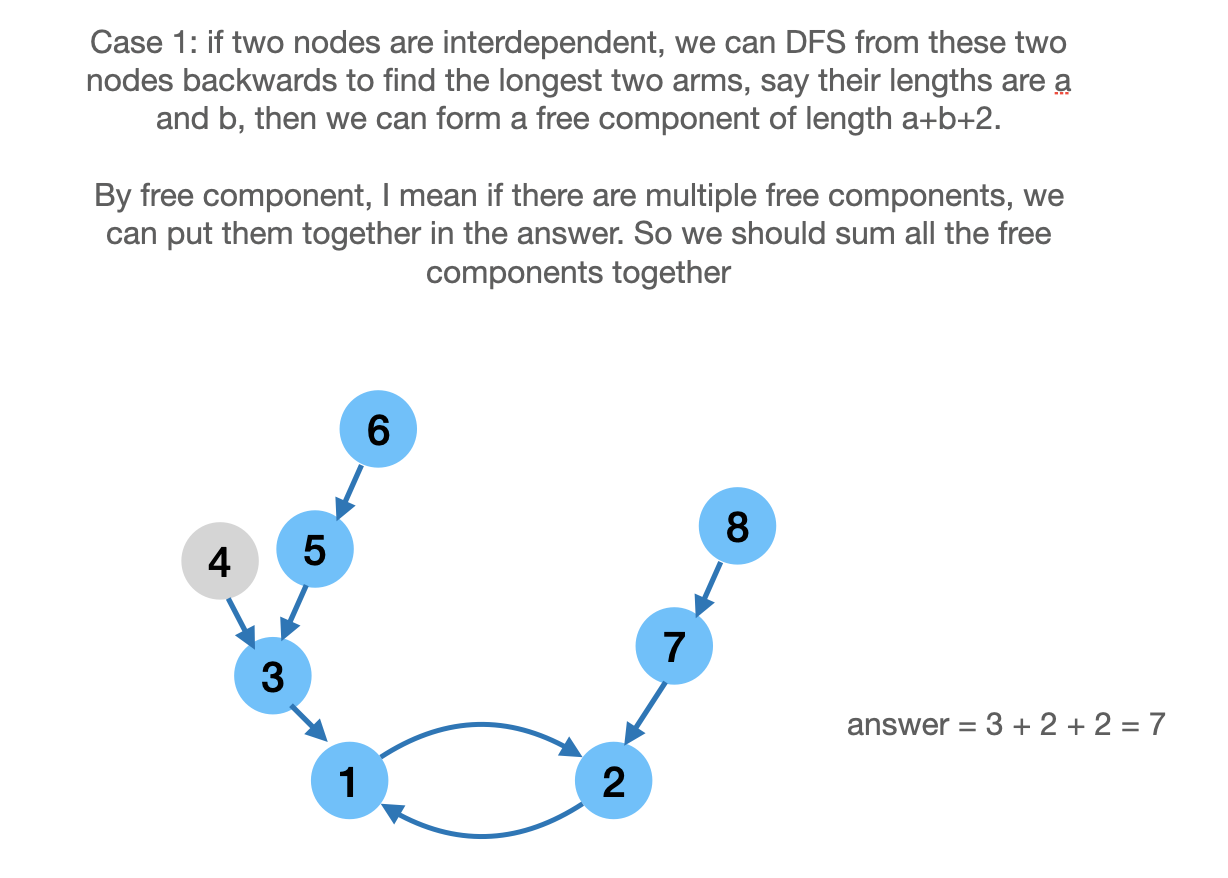 Case 1: if two nodes are interdependent, we can DFS from these two
nodes backwards to find the longest two arms, say their lengths are a
and b, then we can form a free component of length a+b+2.
By free component, I mean if there are multiple free components, we
can put them together in the answer. So we should sum all the free
components together
6
8
4
5
7
3
answer = 3 + 2 + 2 = 7
1
2